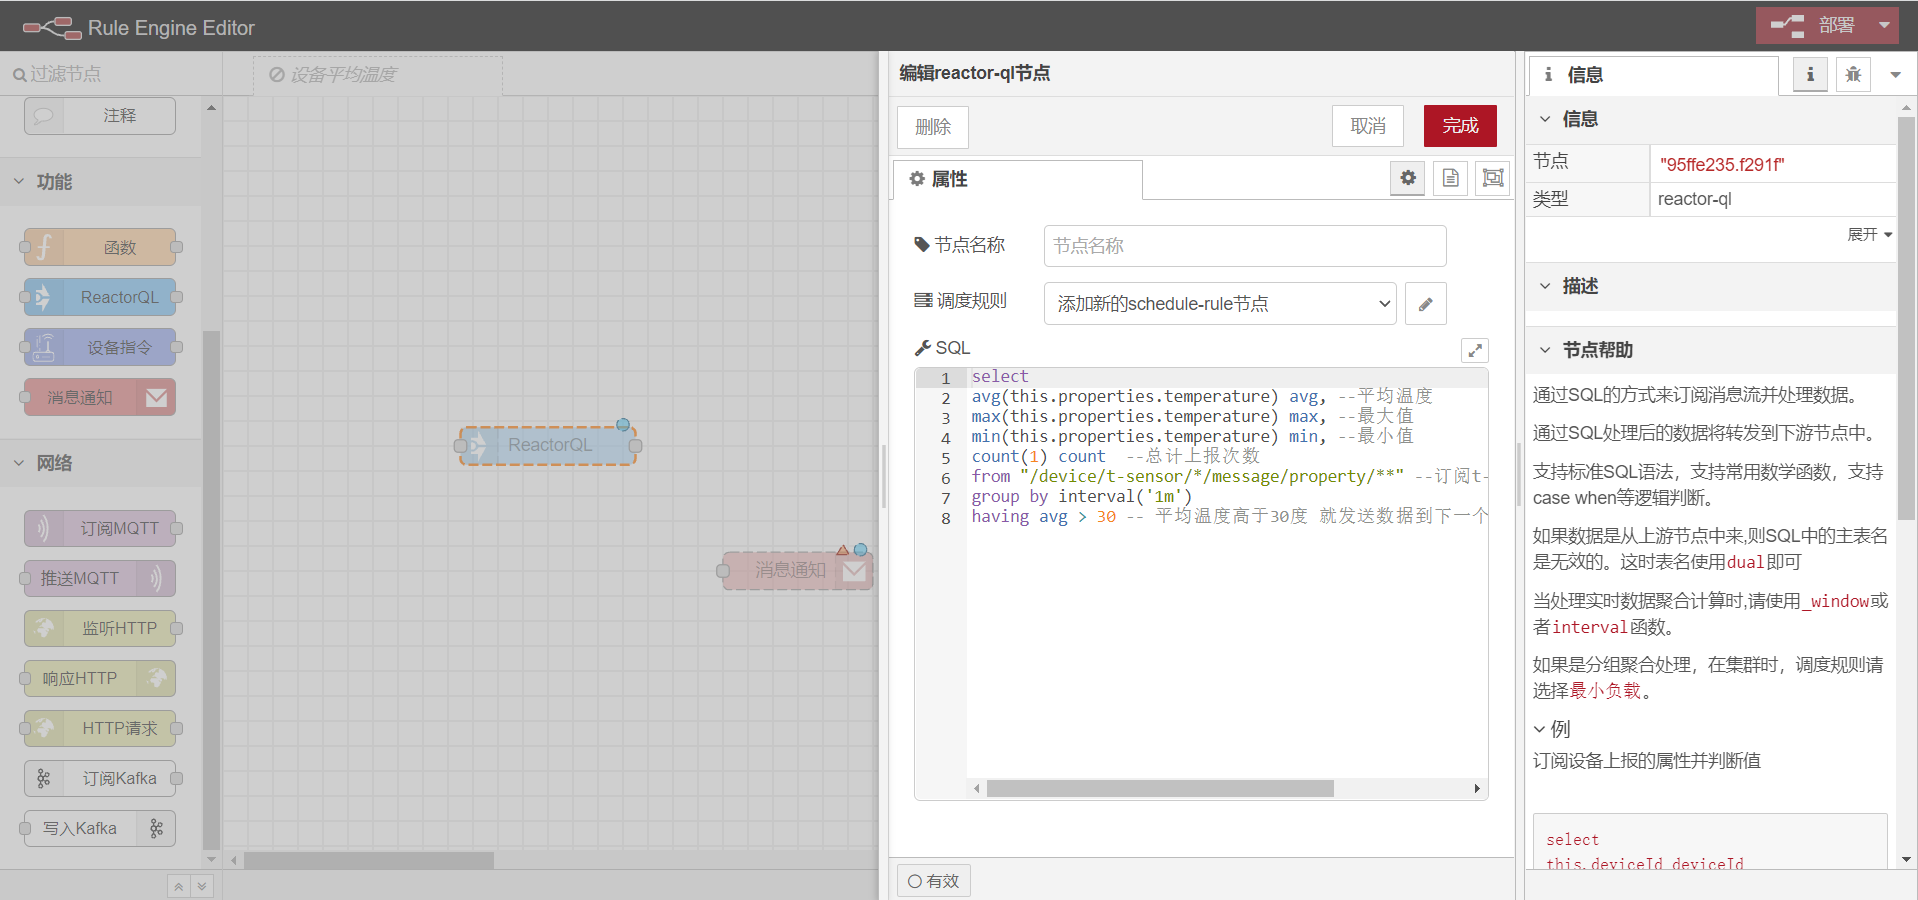 Rule Engine Editor
部署
过滤节点
注释
功能
函数
ReactorQL
设备指令
消息通知
网络
订阅MQTT
推送MQTT
监听HTTP
响应HTTP
HTTP请求
订阅Kafka
写入Kafka
设备平均温度
ReactorQL
消息通知
编辑reactor-ql节点
删除
取消
完成
属性
节点名称
节点名称
调度规则
添加新的schedule-rule节点
SQL
1 select
2 avg(this.properties.temperature) avg, --平均温度
3 max(this.properties.temperature) max, --最大值
4 min(this.properties.temperature) min, --最小值
5 count(1) count  --总计上报次数
6 from "/device/t-sensor/*/message/property/**" --订阅t-
7 group by interval('1m')
8 having avg > 30 -- 平均温度高于30度 就发送数据到下一个
有效
信息
信息
节点
"95ffe235.f291f"
类型
reactor-ql
展开
描述
节点帮助
通过SQL的方式来订阅消息流并处理数据。
通过SQL处理后的数据将转发到下游节点中。
支持标准SQL语法，支持常用数学函数，支持
case when等逻辑判断。
如果数据是从上游节点中来,则SQL中的主表名
是无效的。这时表名使用dual即可
当处理实时数据聚合计算时,请使用_window或
者interval函数。
如果是分组聚合处理，在集群时，调度规则请
选择最小负载。
例
订阅设备上报的属性并判断值
select
this.deviceId deviceId